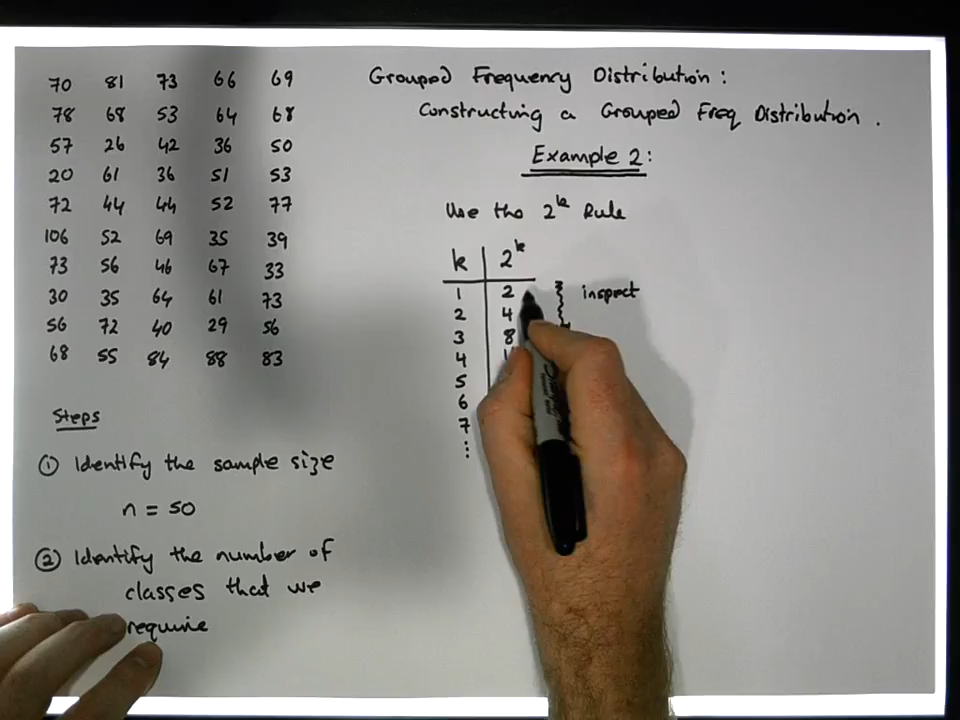 70 81 73 66 69
78 68 53 64 68
57 26 42 36 50
20 61 36 51 53
72 44 44 52 77
106 52 69 35 39
73 56 46 67 33
30 35 64 61 73
56 72 40 29 56
68 55 84 88 83
Steps
① Identify the sample size
n = 50
② Identify the number of
classes that we
require
Grouped Frequency Distribution :
Constructing a Grouped Freq Distribution .
Example 2 :
Use the 2^k Rule
k 2^k
1 2 inspect
2 4
3 8
4
5
6
7
⋮